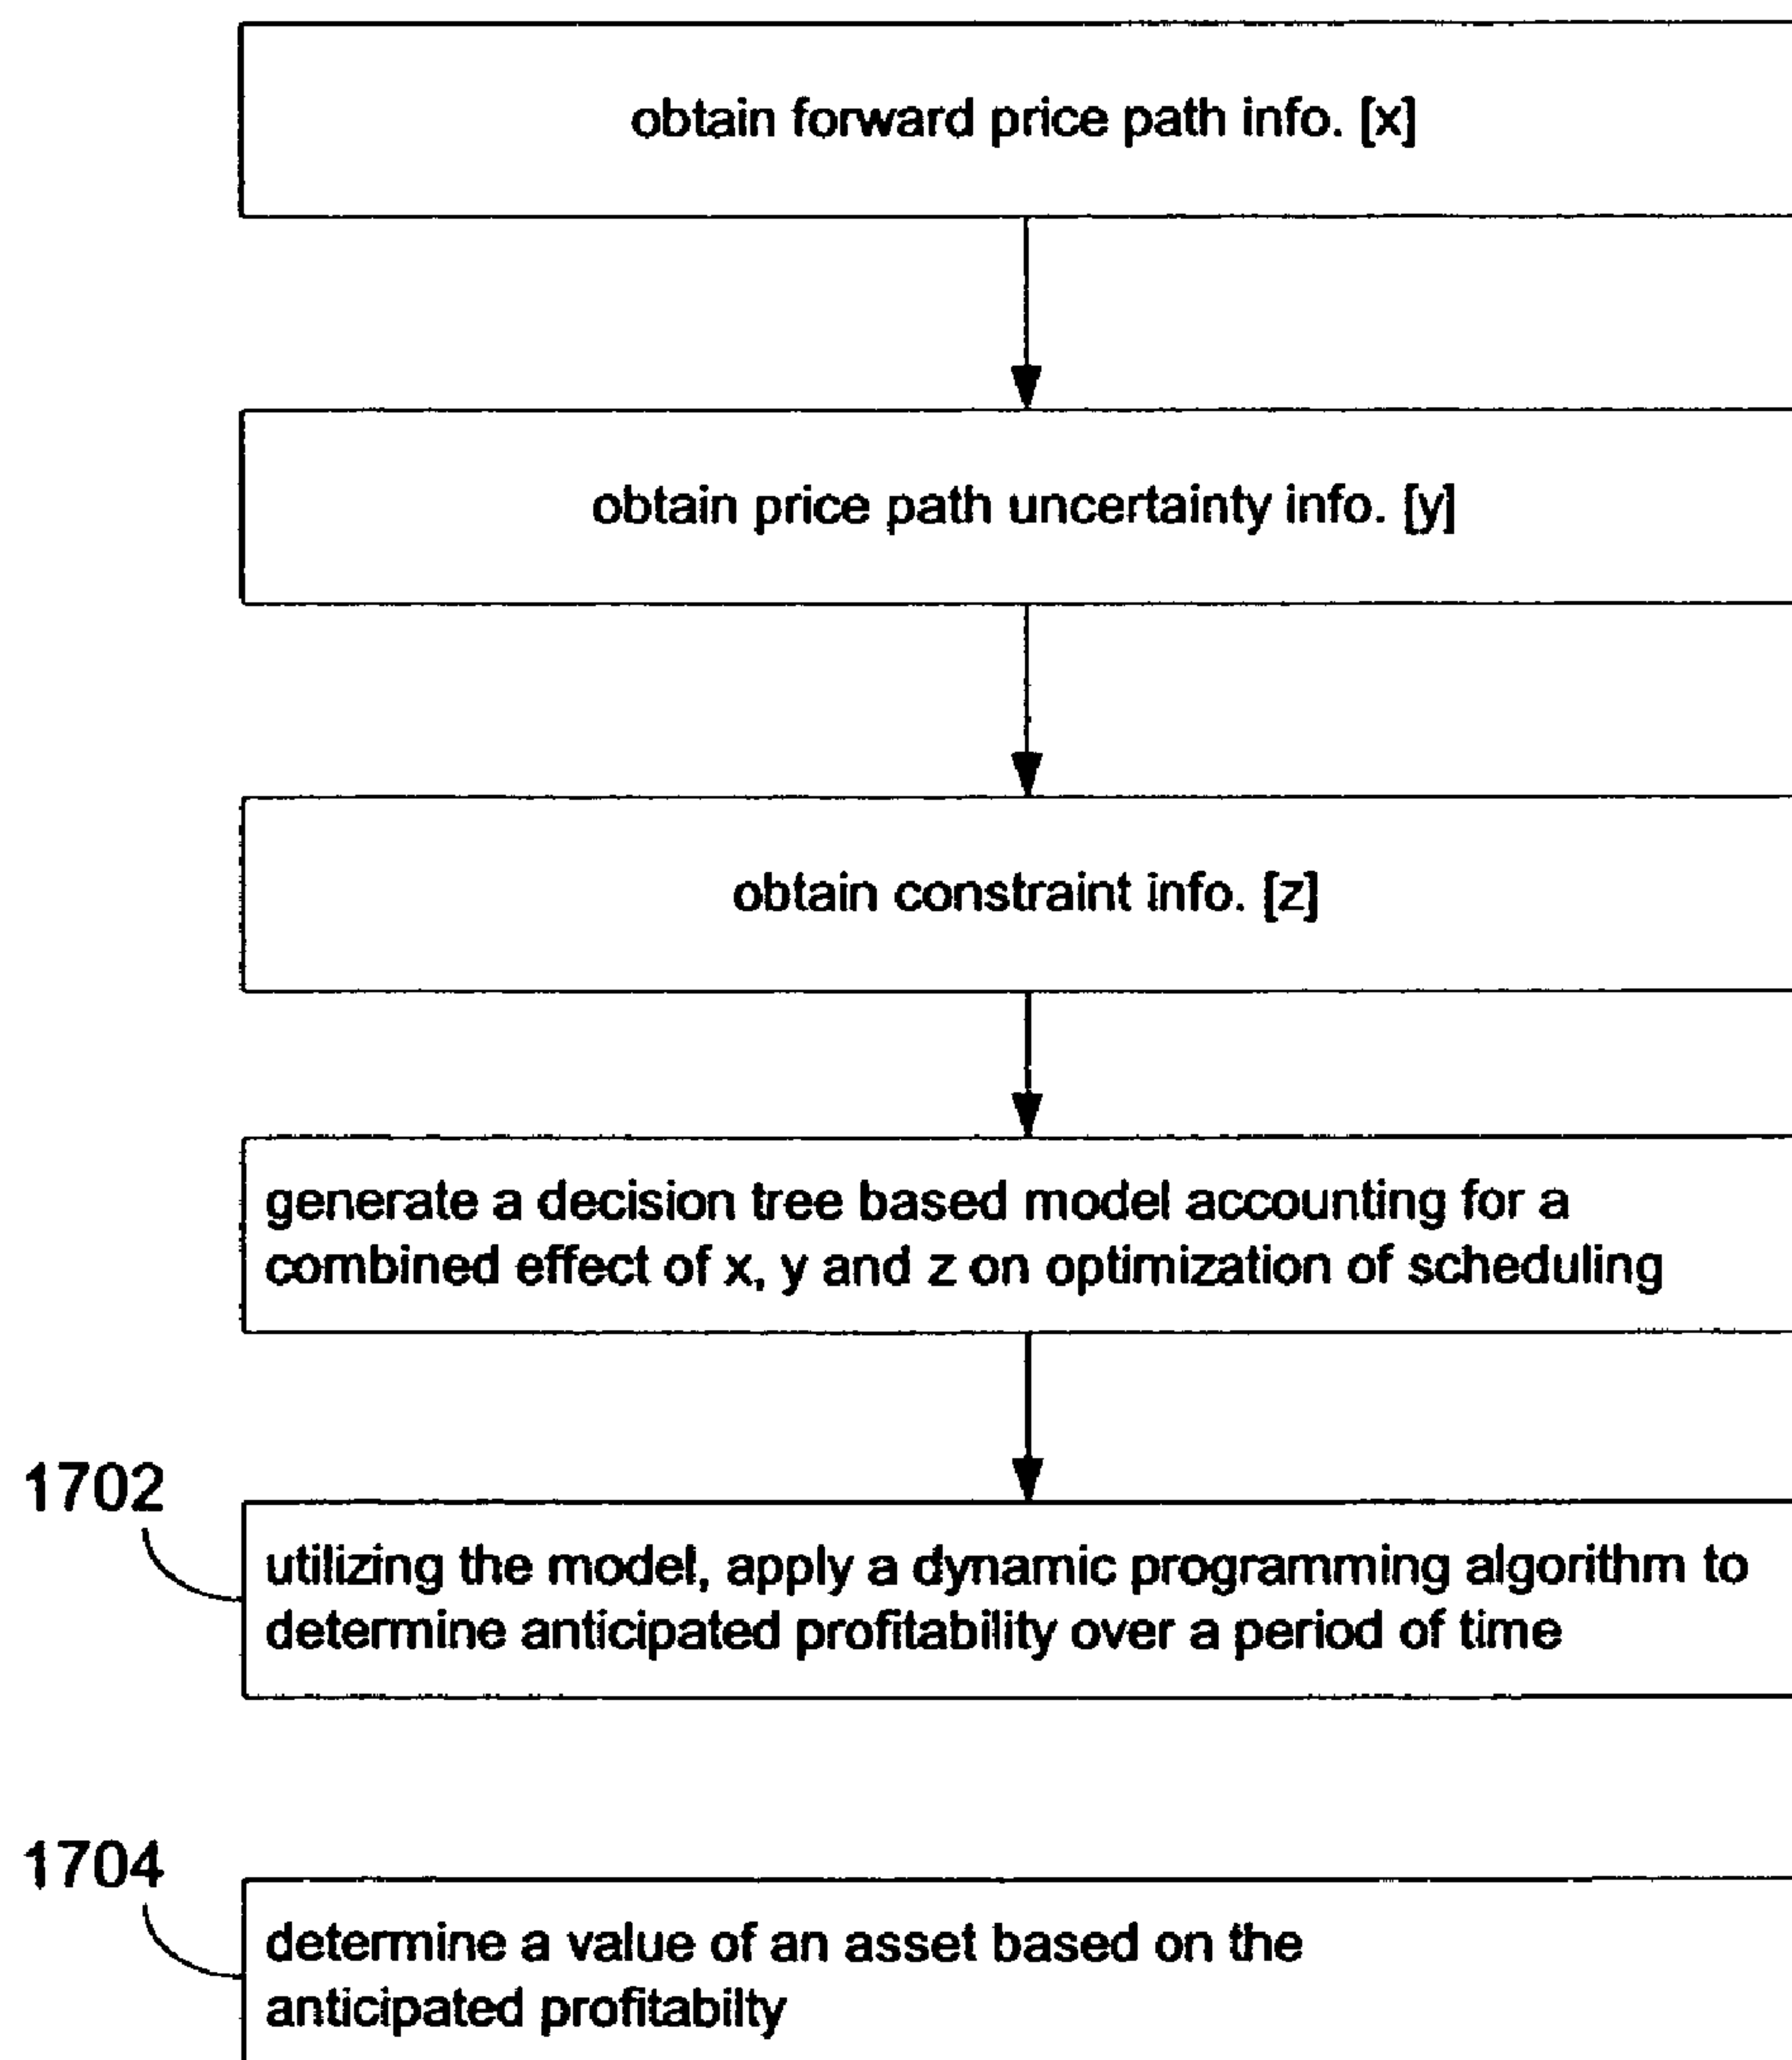 obtain forward price path info. [x]
obtain price path uncertainty info. [y]
obtain constraint info. [z]
generate a decision tree based model accounting for a
combined effect of x, y and z on optimization of scheduling
1702
utilizing the model, apply a dynamic programming algorithm to
determine anticipated profitability over a period of time
1704
determine a value of an asset based on the
anticipated profitabilty